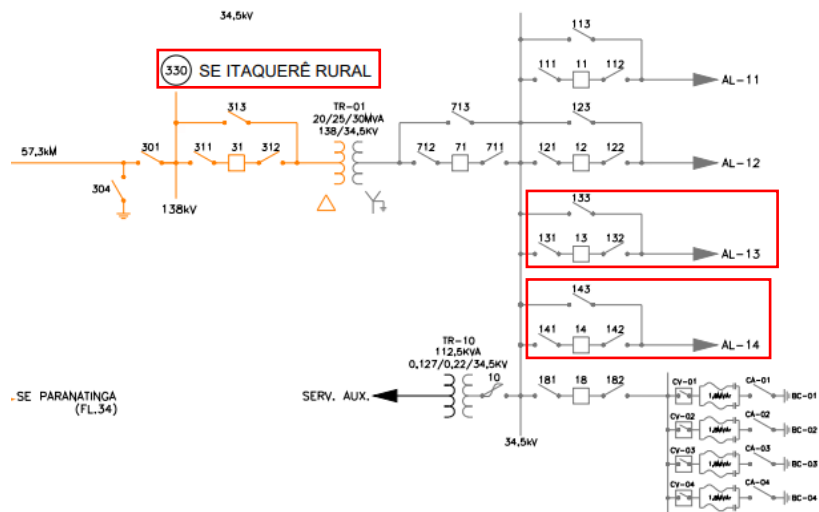 34,5kV
330 SE ITAQUERÊ RURAL
113
111 11 112
AL-11
313
TR-01
20/25/30MVA
138/34,5KV
713
123
57,3kM
301 311 31 312
712 71 711
121 12 122
AL-12
304
138kV
133
131 13 132
AL-13
143
141 14 142
AL-14
TR-10
112,5KVA
0,127/0,22/34,5KV
SE PARANATINGA
(FL.34)
SERV. AUX.
10
181 18 182
34,5kV
CV-01 CA-01
BC-01
CV-02 CA-02
BC-02
CV-03 CA-03
BC-03
CV-04 CA-04
BC-04